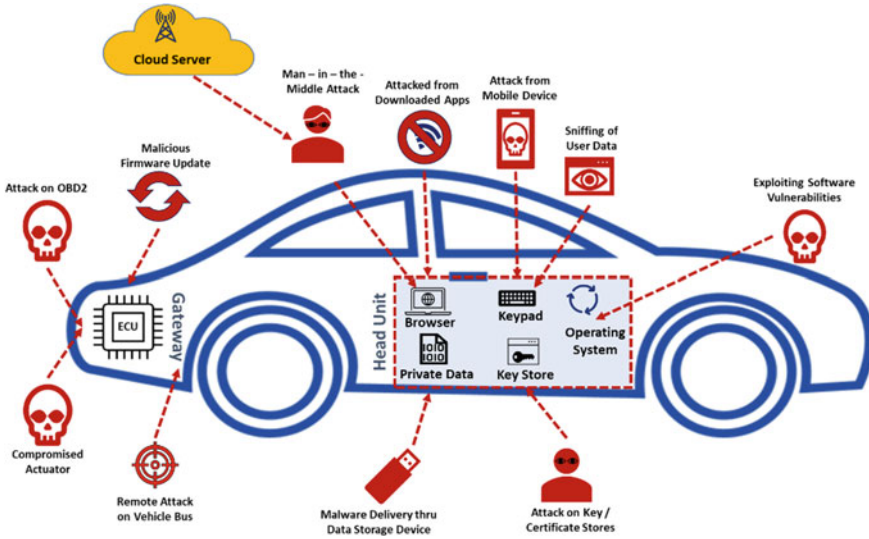 Cloud Server
Man – in – the -
Middle Attack
Attacked from
Downloaded Apps
Attack from
Mobile Device
Sniffing of
User Data
Malicious
Firmware Update
Attack on OBD2
Exploiting Software
Vulnerabilities
ECU
Gateway
Head Unit
Browser
Keypad
Operating
System
IOIO
OIOI
Private Data
Key Store
Compromised
Actuator
Remote Attack
on Vehicle Bus
Malware Delivery thru
Data Storage Device
Attack on Key /
Certificate Stores